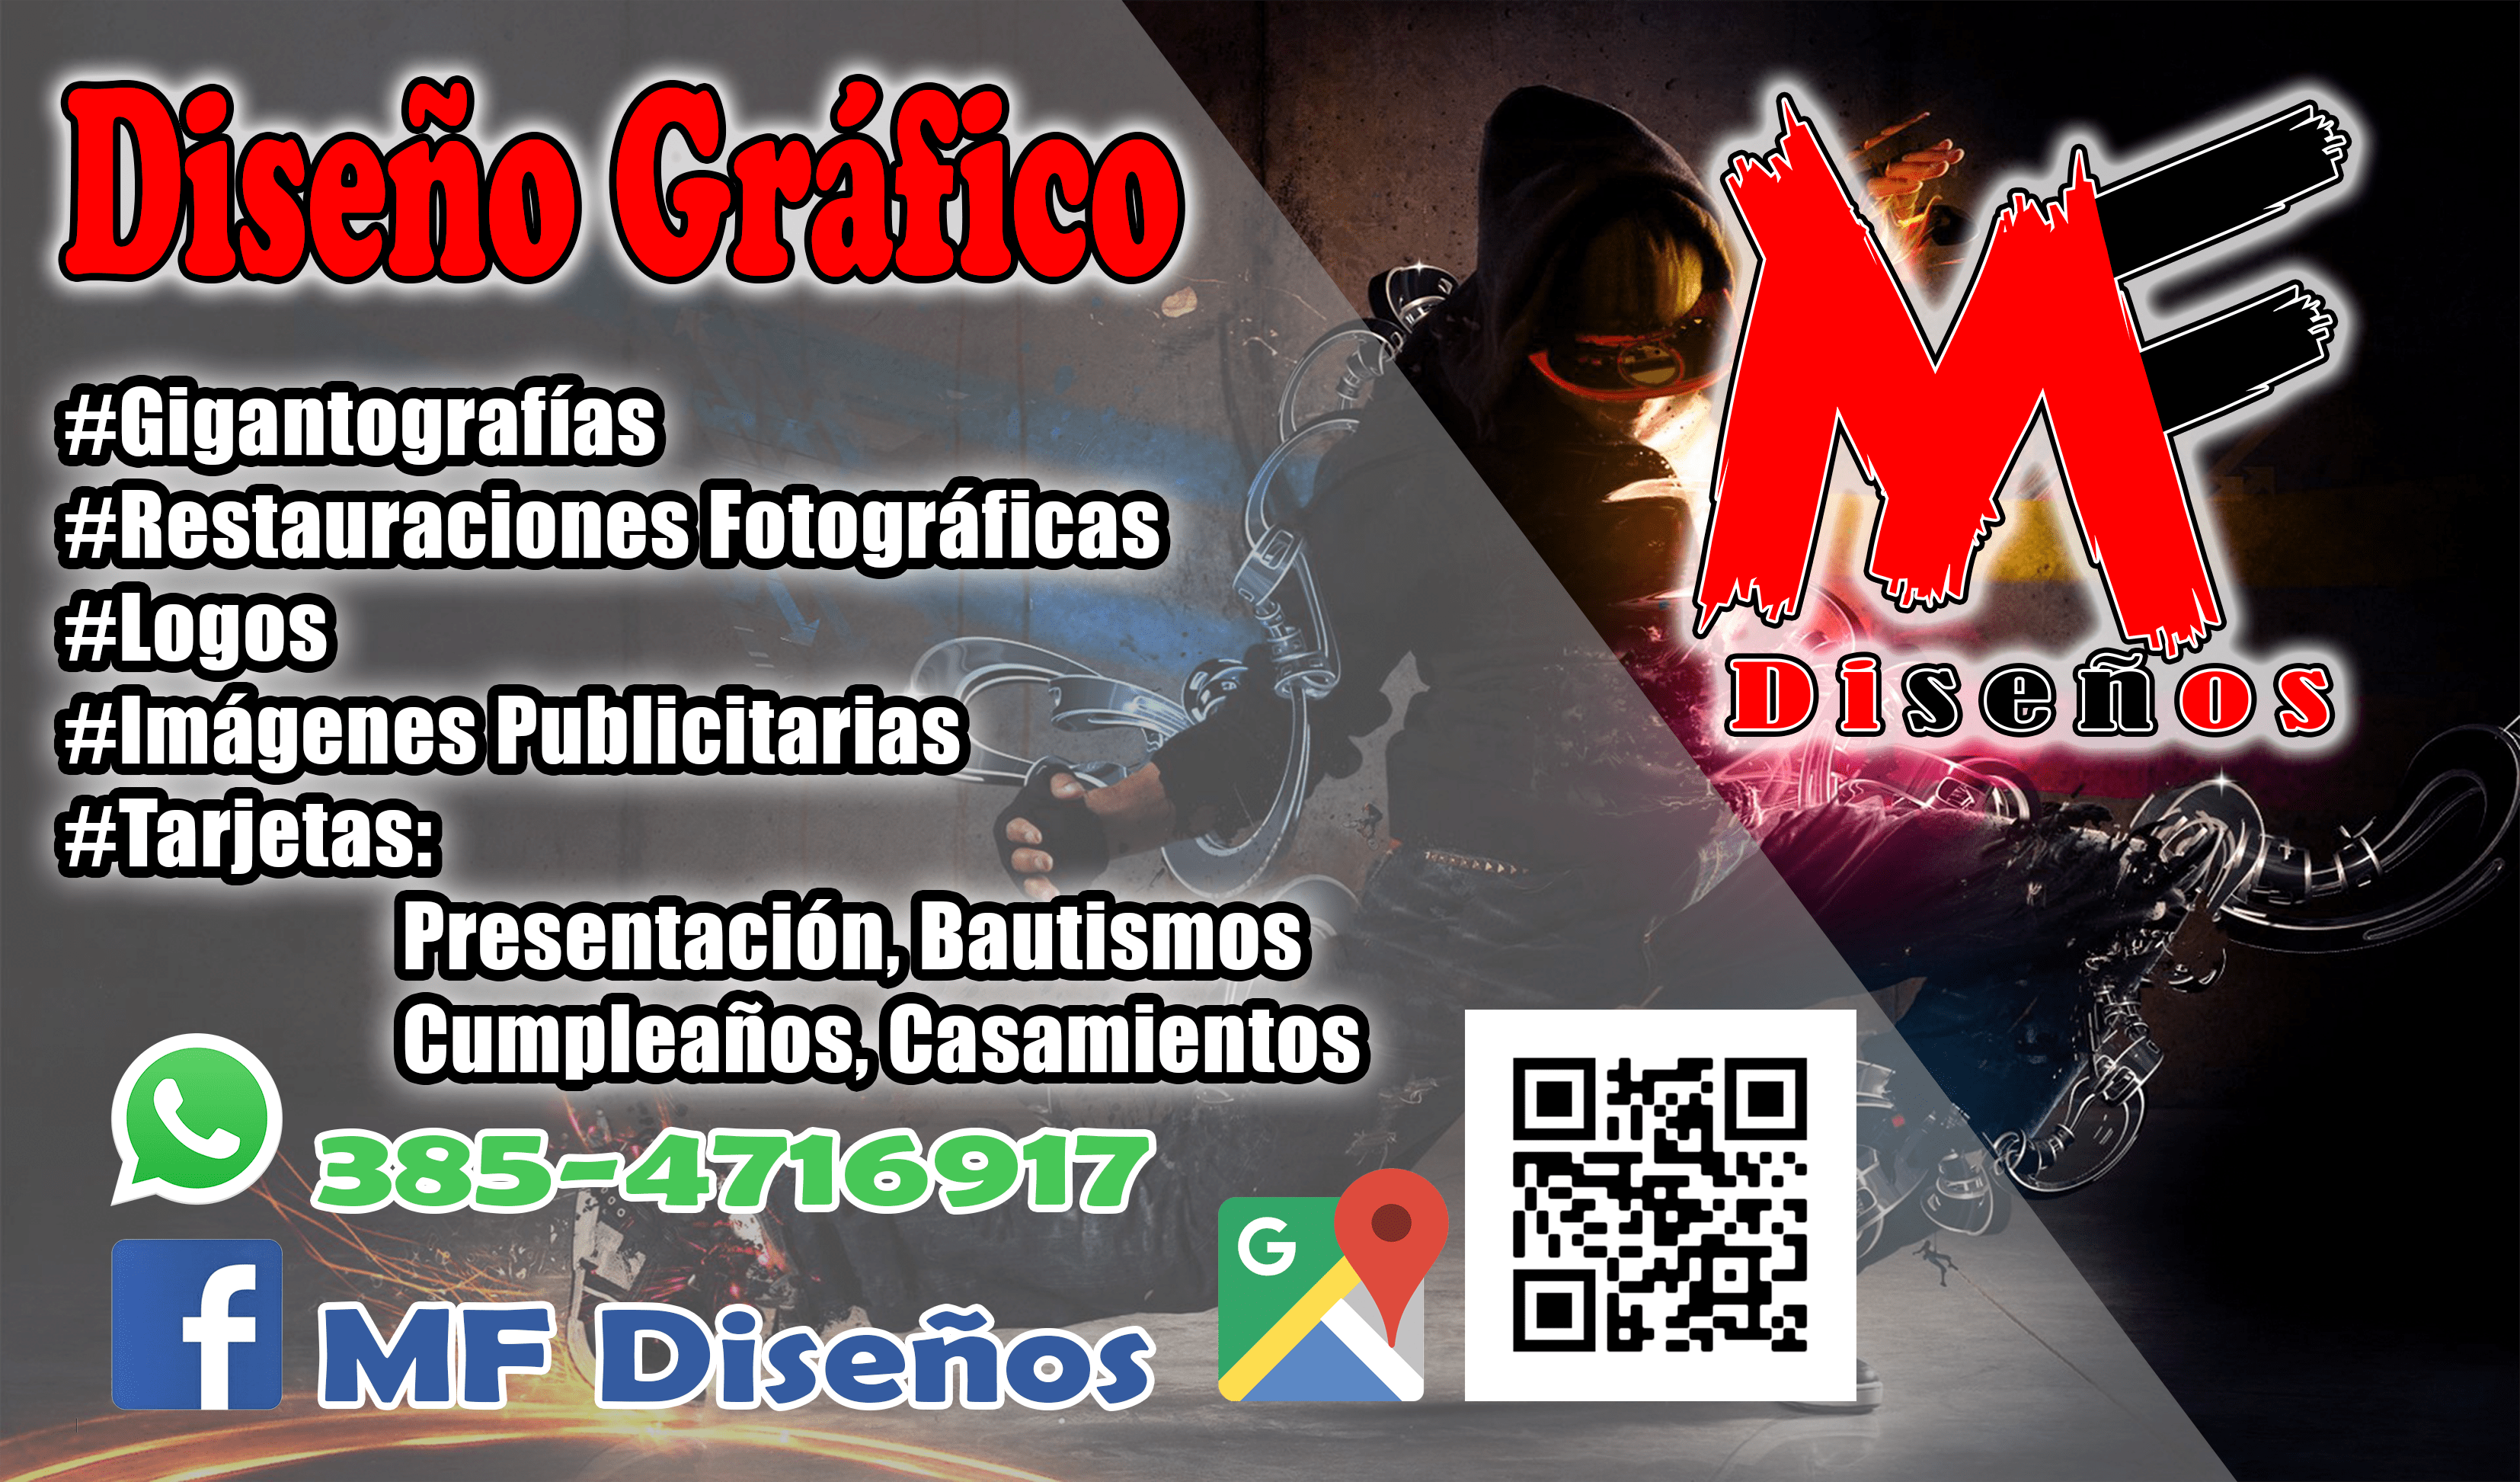 Diseño Gráfico
#Gigantografías
#Restauraciones Fotográficas
#Logos
#Imágenes Publicitarias
#Tarjetas:
Presentación, Bautismos
Cumpleaños, Casamientos
385-4716917
MF Diseños
G
MF
Diseños